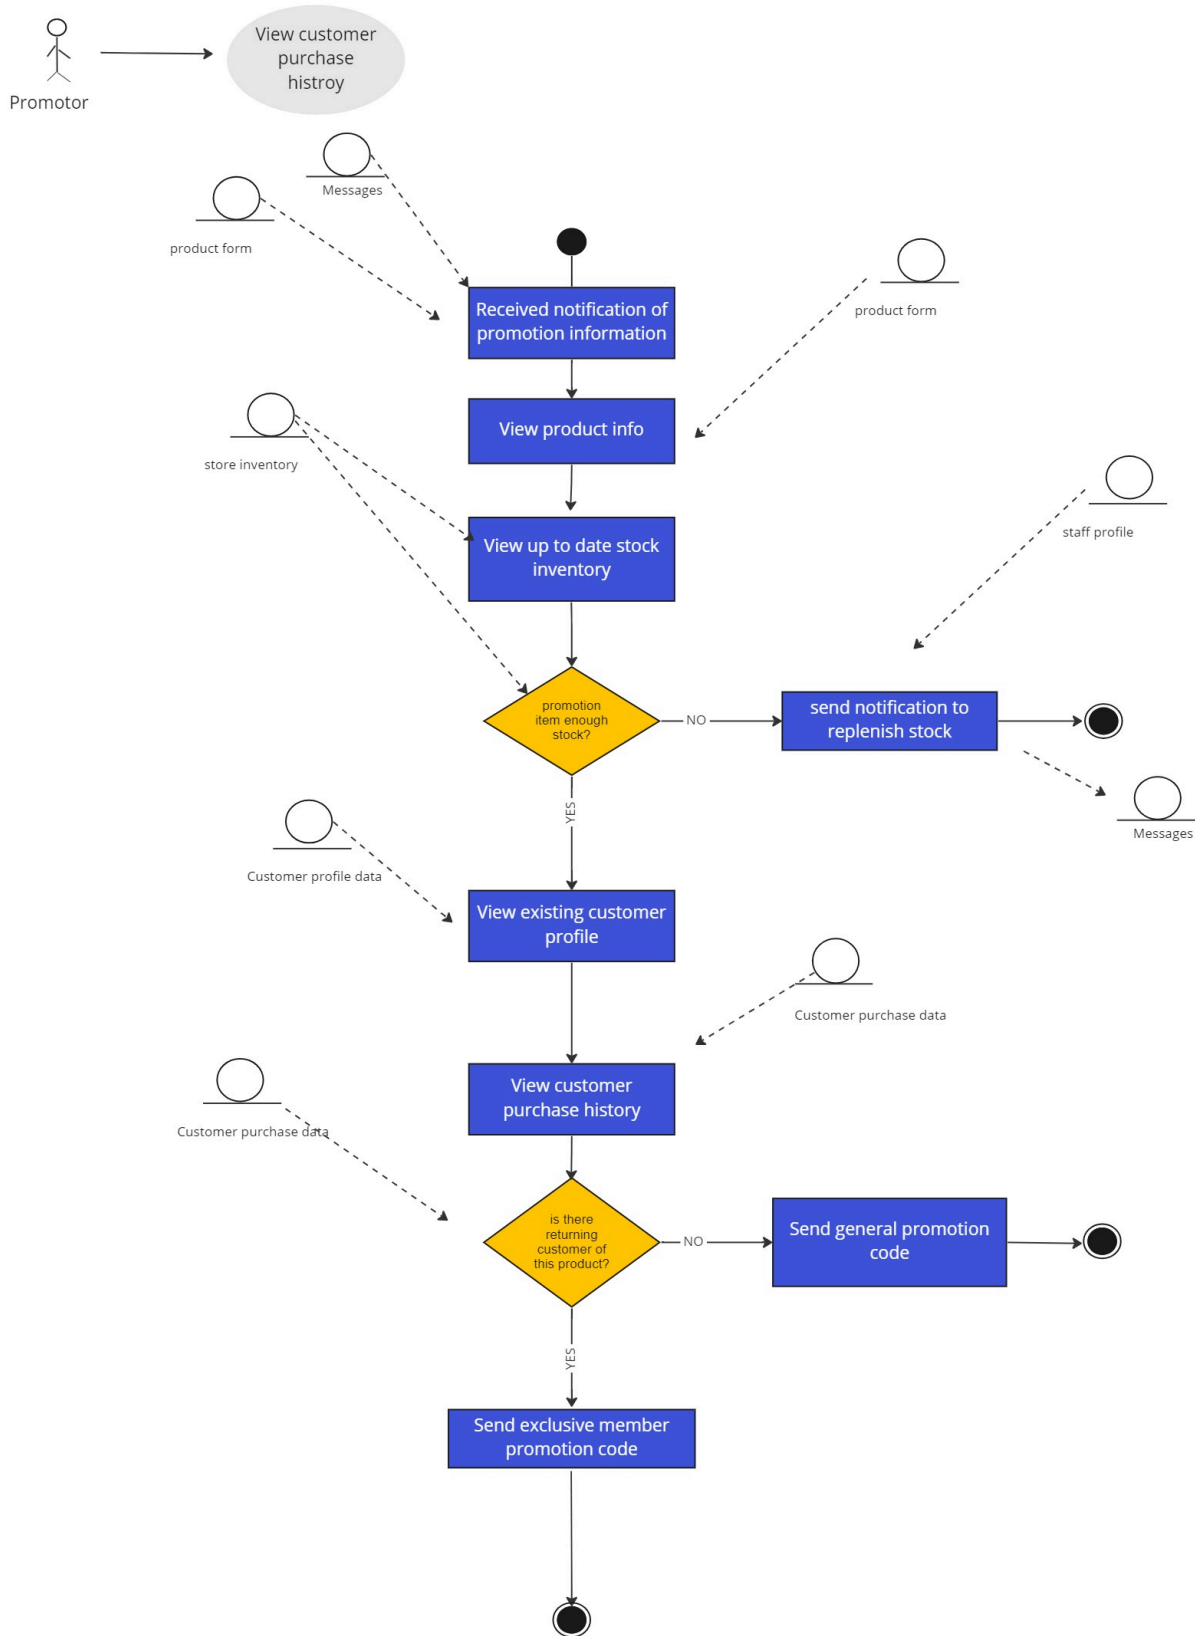 View customer
purchase
histroy
Promotor
Messages
product form
Received notification of
promotion information
product form
View product info
store inventory
View up to date stock
inventory
staff profile
promotion
item enough
stock?
NO
send notification to
replenish stock
Messages
YES
Customer profile data
View existing customer
profile
Customer purchase data
View customer
purchase history
Customer purchase data
is there
returning
customer of
this product?
NO
Send general promotion
code
YES
Send exclusive member
promotion code